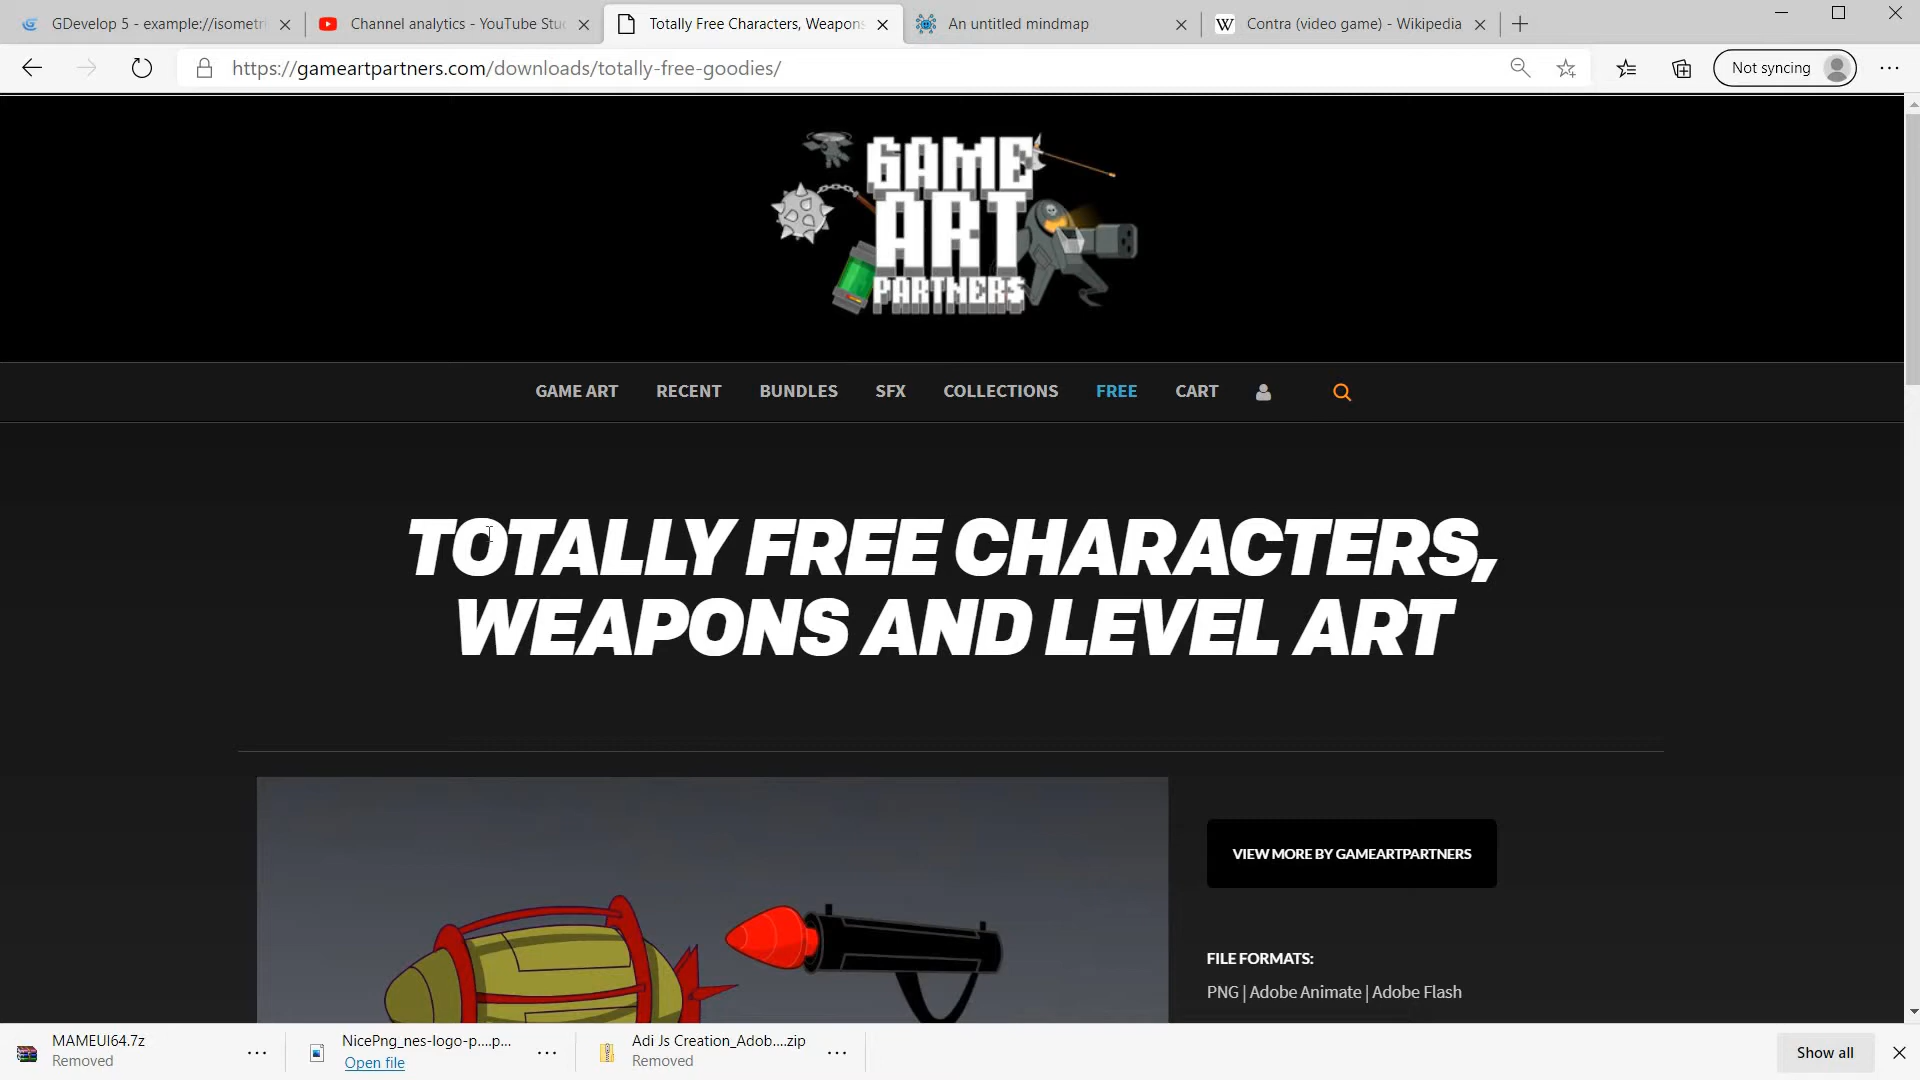 GDevelop 5 - example://isometri
Channel analytics - YouTube Stu
Totally Free Characters, Weapons
An untitled mindmap
Contra (video game) - Wikipedia
https://gameartpartners.com/downloads/totally-free-goodies/
Not syncing
GAME
ART
PARTNERS
GAME ART
RECENT
BUNDLES
SFX
COLLECTIONS
FREE
CART
TOTALLY FREE CHARACTERS,
WEAPONS AND LEVEL ART
VIEW MORE BY GAMEARTPARTNERS
FILE FORMATS:
PNG | Adobe Animate | Adobe Flash
MAMEUI64.7z
Removed
NicePng_nes-logo-p....p...
Open file
Adi Js Creation_Adob....zip
Removed
Show all